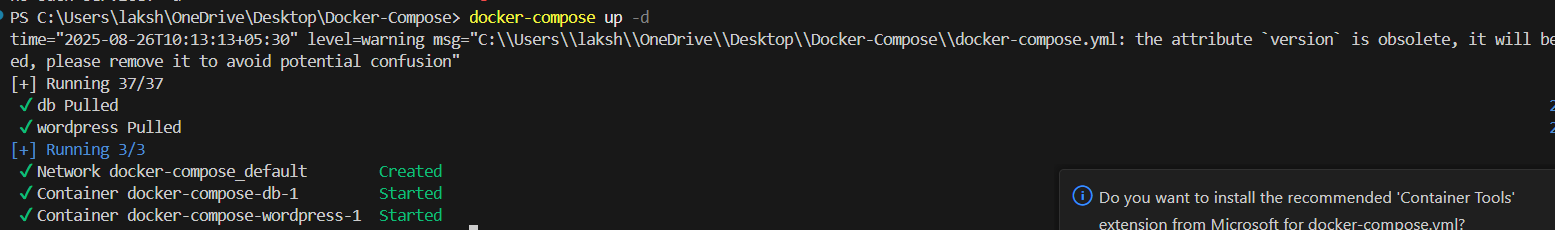 PS C:\Users\laksh\OneDrive\Desktop\Docker-Compose> docker-compose up -d
time="2025-08-26T10:13:13+05:30" level=warning msg="C:\\Users\\laksh\\OneDrive\\Desktop\\Docker-Compose\\docker-compose.yml: the attribute `version` is obsolete, it will be
ed, please remove it to avoid potential confusion"
[+] Running 37/37
✓ db Pulled
✓ wordpress Pulled
[+] Running 3/3
✓ Network docker-compose_default Created
✓ Container docker-compose-db-1 Started
✓ Container docker-compose-wordpress-1 Started
Do you want to install the recommended 'Container Tools'
extension from Microsoft for docker-compose.yml?